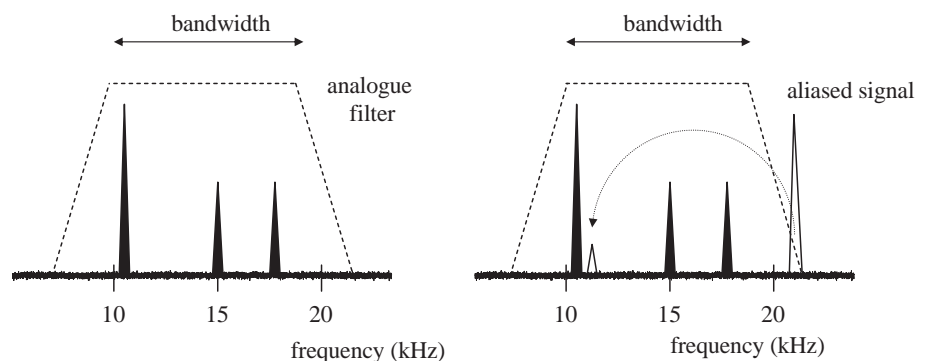 bandwidth
analogue
filter
10
15
20
frequency (kHz)
bandwidth
aliased signal
10
15
20
frequency (kHz)